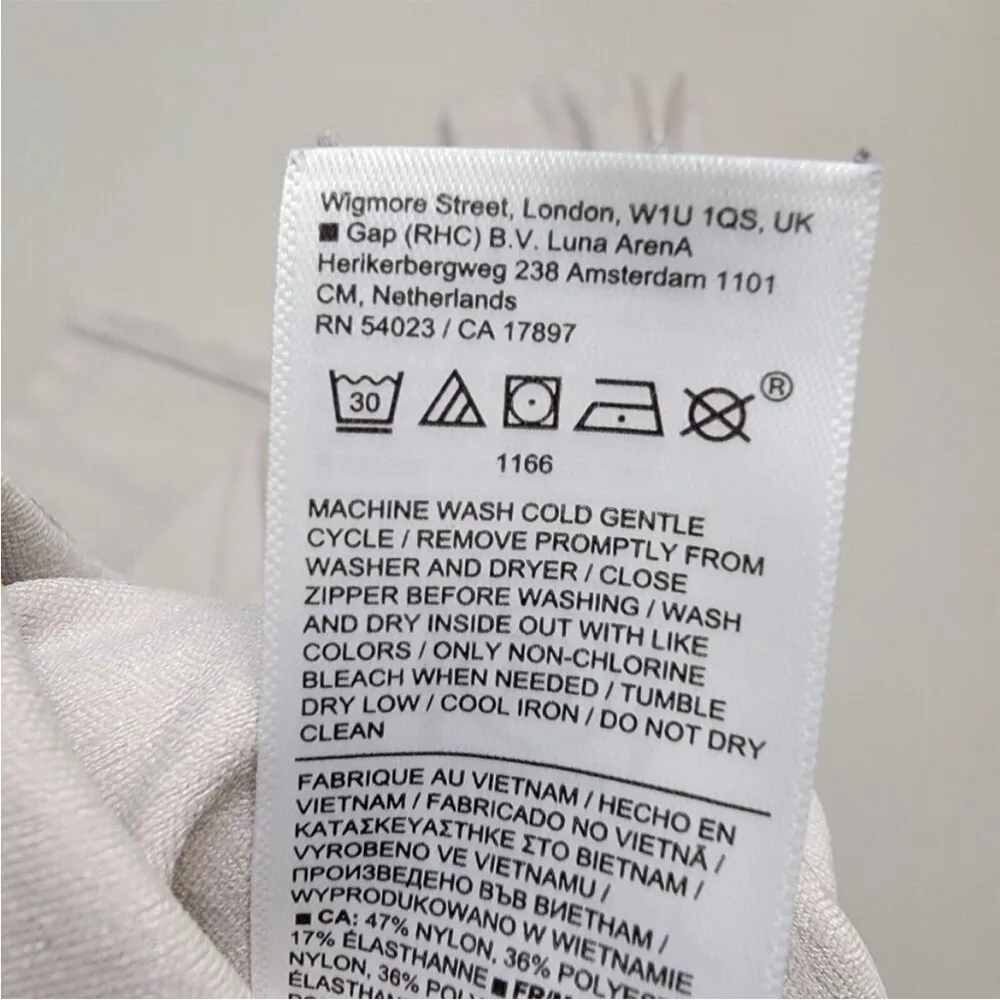 Wigmore Street, London, W1U 1QS, UK
■ Gap (RHC) B.V. Luna ArenA
Herikerbergweg 238 Amsterdam 1101
CM, Netherlands
RN 54023 / CA 17897
30
®
1166
MACHINE WASH COLD GENTLE
CYCLE / REMOVE PROMPTLY FROM
WASHER AND DRYER / CLOSE
ZIPPER BEFORE WASHING / WASH
AND DRY INSIDE OUT WITH LIKE
COLORS / ONLY NON-CHLORINE
BLEACH WHEN NEEDED / TUMBLE
DRY LOW / COOL IRON / DO NOT DRY
CLEAN
FABRIQUE AU VIETNAM / HECHO EN
VIETNAM / FABRICADO NO VIETNÃ /
ΚΑΤΑΣΚΕΥΑΣΤΗΚΕ ΣΤΟ ΒΙΕΤΝΑΜ /
VYROBENO VE VIETNAMU /
ПРОИЗВЕДЕНО ВЪВ ВИЕТНАМ /
WYPRODUKOWANO W WIETNAMIE
■ CA: 47% NYLON, 36% POLYES
17% ÉLASTHANNE ■ FR/
NYLON, 36% POLY
ÉLASTHAN